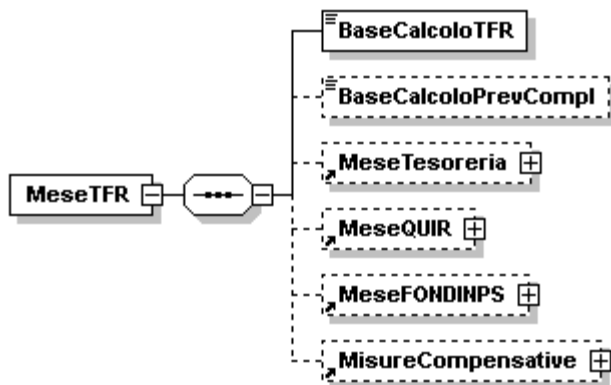 BaseCalcoloTFR
BaseCalcoloPrevCompl
MeseTesoreria
MeseTFR
MeseQUIR
MeseFONDINPS
MisureCompensative